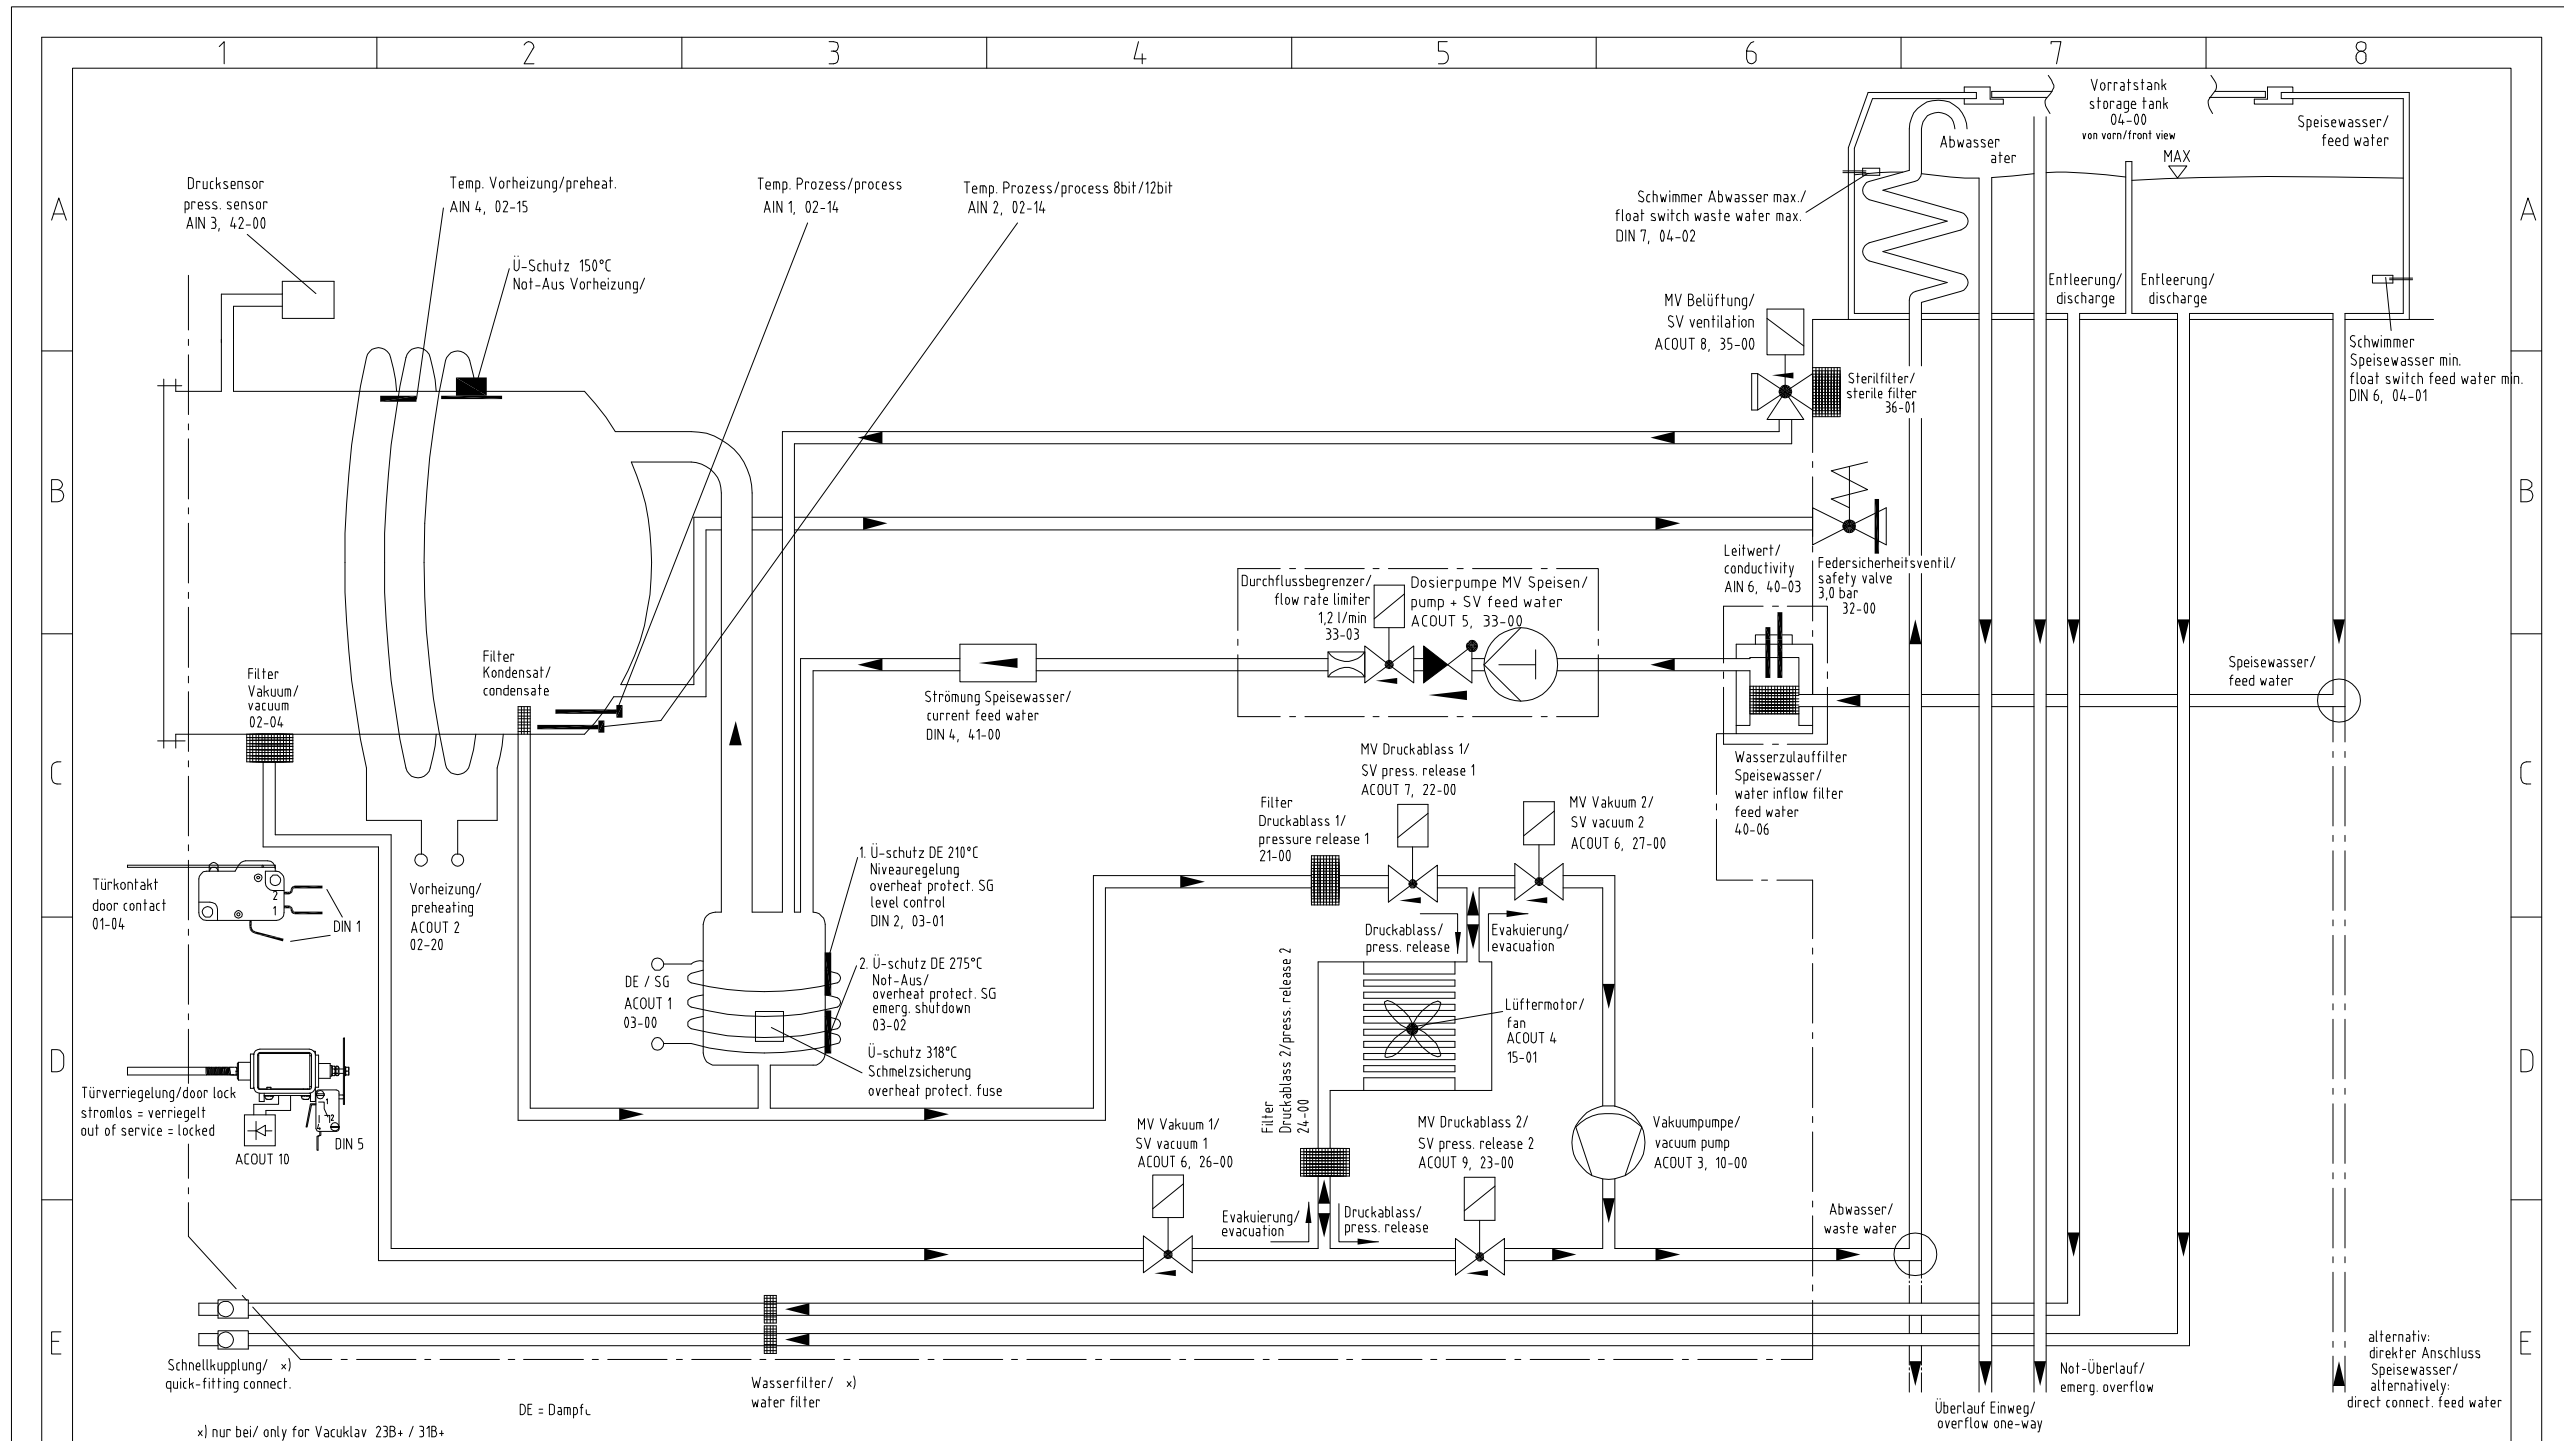 1 2 3 4 5 6 7 8
A
B
C
D
E
A
B
C
D
E
Drucksensor
press. sensor
AIN 3, 42-00
Temp. Vorheizung/preheat.
AIN 4, 02-15
Ü-Schutz 150°C
Not-Aus Vorheizung/
Temp. Prozess/process
AIN 1, 02-14
Temp. Prozess/process 8bit/12bit
AIN 2, 02-14
Vorratstank
storage tank
04-00
von vorn/front view
MAX
Speisewasser/
feed water
Abwasser
ater
Schwimmer Abwasser max./
float switch waste water max.
DIN 7, 04-02
Entleerung/
discharge
Entleerung/
discharge
MV Belüftung/
SV ventilation
ACOUT 8, 35-00
Sterilfilter/
sterile filter
36-01
Schwimmer
Speisewasser min.
float switch feed water min.
DIN 6, 04-01
Federsicherheitsventil/
safety valve
3,0 bar
32-00
Leitwert/
conductivity
AIN 6, 40-03
Durchflussbegrenzer/
flow rate limiter
1,2 l/min
33-03
Dosierpumpe MV Speisen/
pump + SV feed water
ACOUT 5, 33-00
Filter
Vakuum/
vacuum
02-04
Filter
Kondensat/
condensate
Strömung Speisewasser/
current feed water
DIN 4, 41-00
Speisewasser/
feed water
Wasserzulauffilter
Speisewasser/
water inflow filter
feed water
40-06
MV Druckablass 1/
SV press. release 1
ACOUT 7, 22-00
Filter
Druckablass 1/
pressure release 1
21-00
MV Vakuum 2/
SV vacuum 2
ACOUT 6, 27-00
Türkontakt
door contact
01-04
2
1
DIN 1
Vorheizung/
preheating
ACOUT 2
02-20
1. Ü-schutz DE 210°C
Niveauregelung
overheat protect. SG
level control
DIN 2, 03-01
2. Ü-schutz DE 275°C
Not-Aus/
overheat protect. SG
emerg. shutdown
03-02
Ü-schutz 318°C
Schmelzsicherung
overheat protect. fuse
DE / SG
ACOUT 1
03-00
Druckablass/
press. release
Evakuierung/
evacuation
Filter
Druckablass 2/press. release 2
24-00
Lüftermotor/
fan
ACOUT 4
15-01
Türverriegelung/door lock
stromlos = verriegelt
out of service = locked
ACOUT 10
1
2
DIN 5
MV Vakuum 1/
SV vacuum 1
ACOUT 6, 26-00
MV Druckablass 2/
SV press. release 2
ACOUT 9, 23-00
Vakuumpumpe/
vacuum pump
ACOUT 3, 10-00
Evakuierung/
evacuation
Druckablass/
press. release
Abwasser/
waste water
Schnellkupplung/ x)
quick-fitting connect.
Wasserfilter/ x)
water filter
DE = Dampf
x) nur bei/ only for Vacuklav 23B+ / 31B+
Not-Überlauf/
emerg. overflow
Überlauf Einweg/
overflow one-way
alternativ:
direkter Anschluss
Speisewasser/
alternatively:
direct connect. feed water